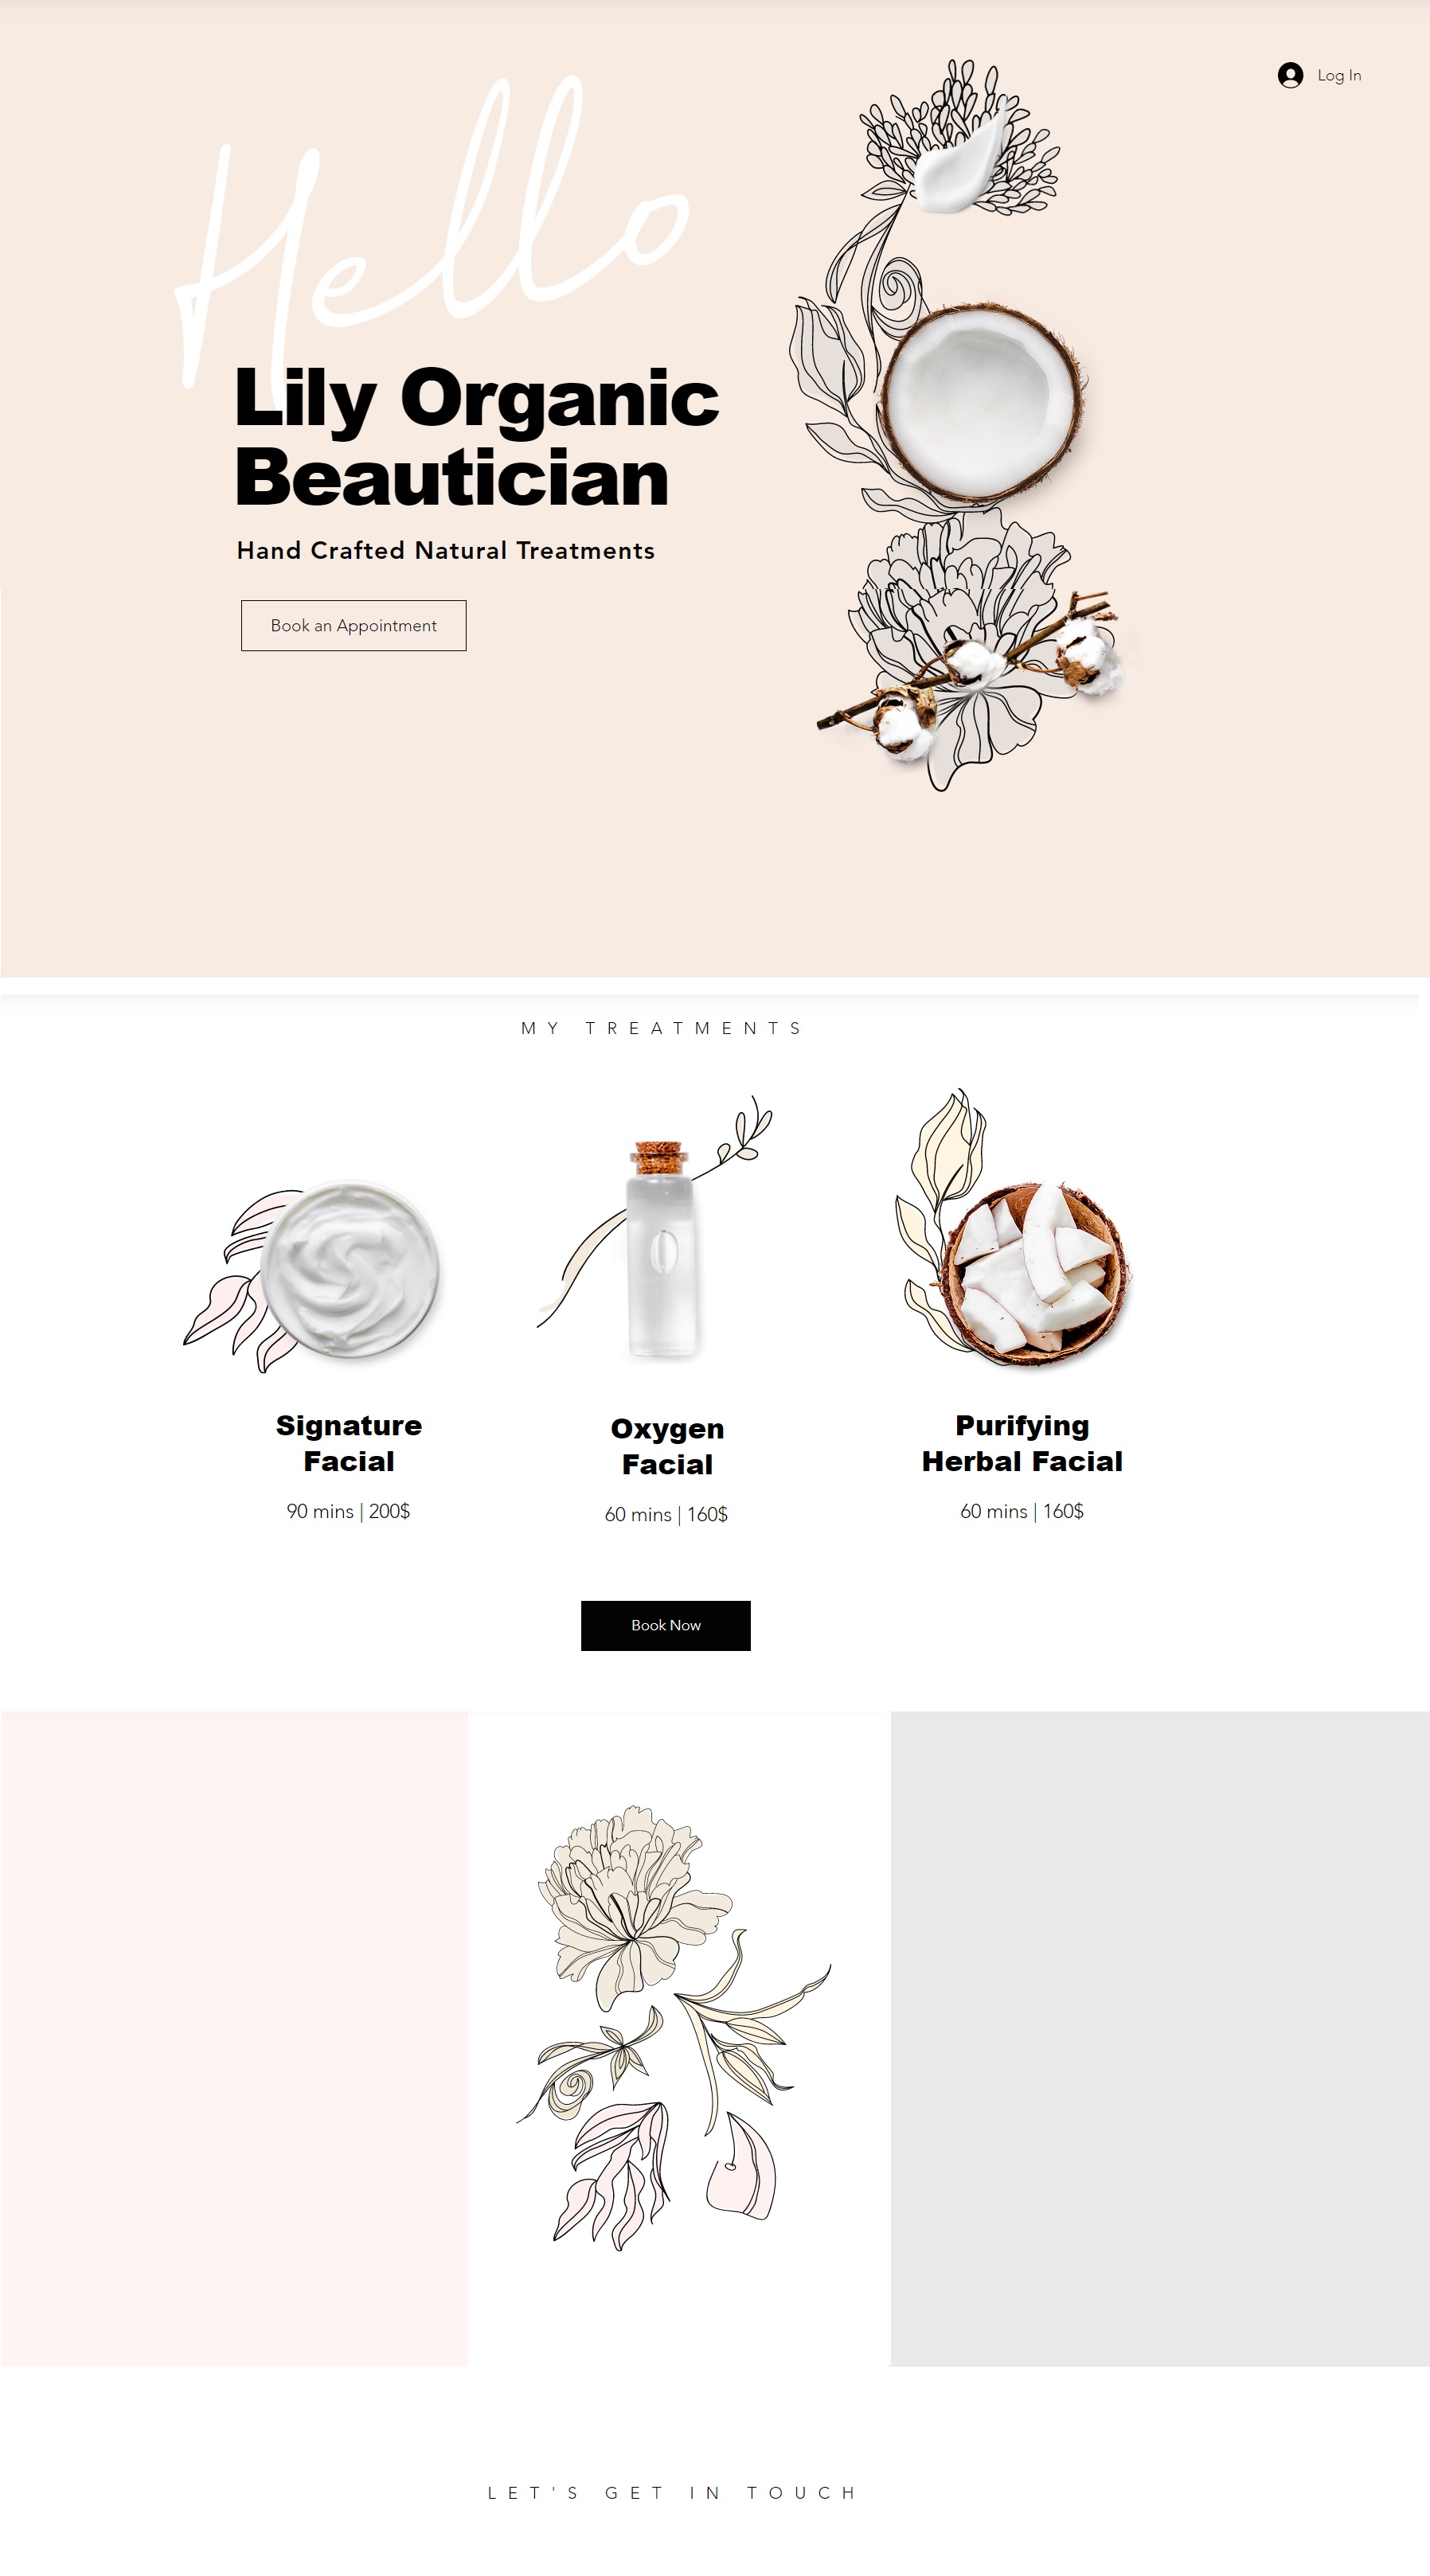 Log In
Hello
Lily Organic
Beautician
Hand Crafted Natural Treatments
Book an Appointment
MY TREATMENTS
Signature
Facial
90 mins | 200$
Oxygen
Facial
60 mins | 160$
Purifying
Herbal Facial
60 mins | 160$
Book Now
LET'S GET IN TOUCH